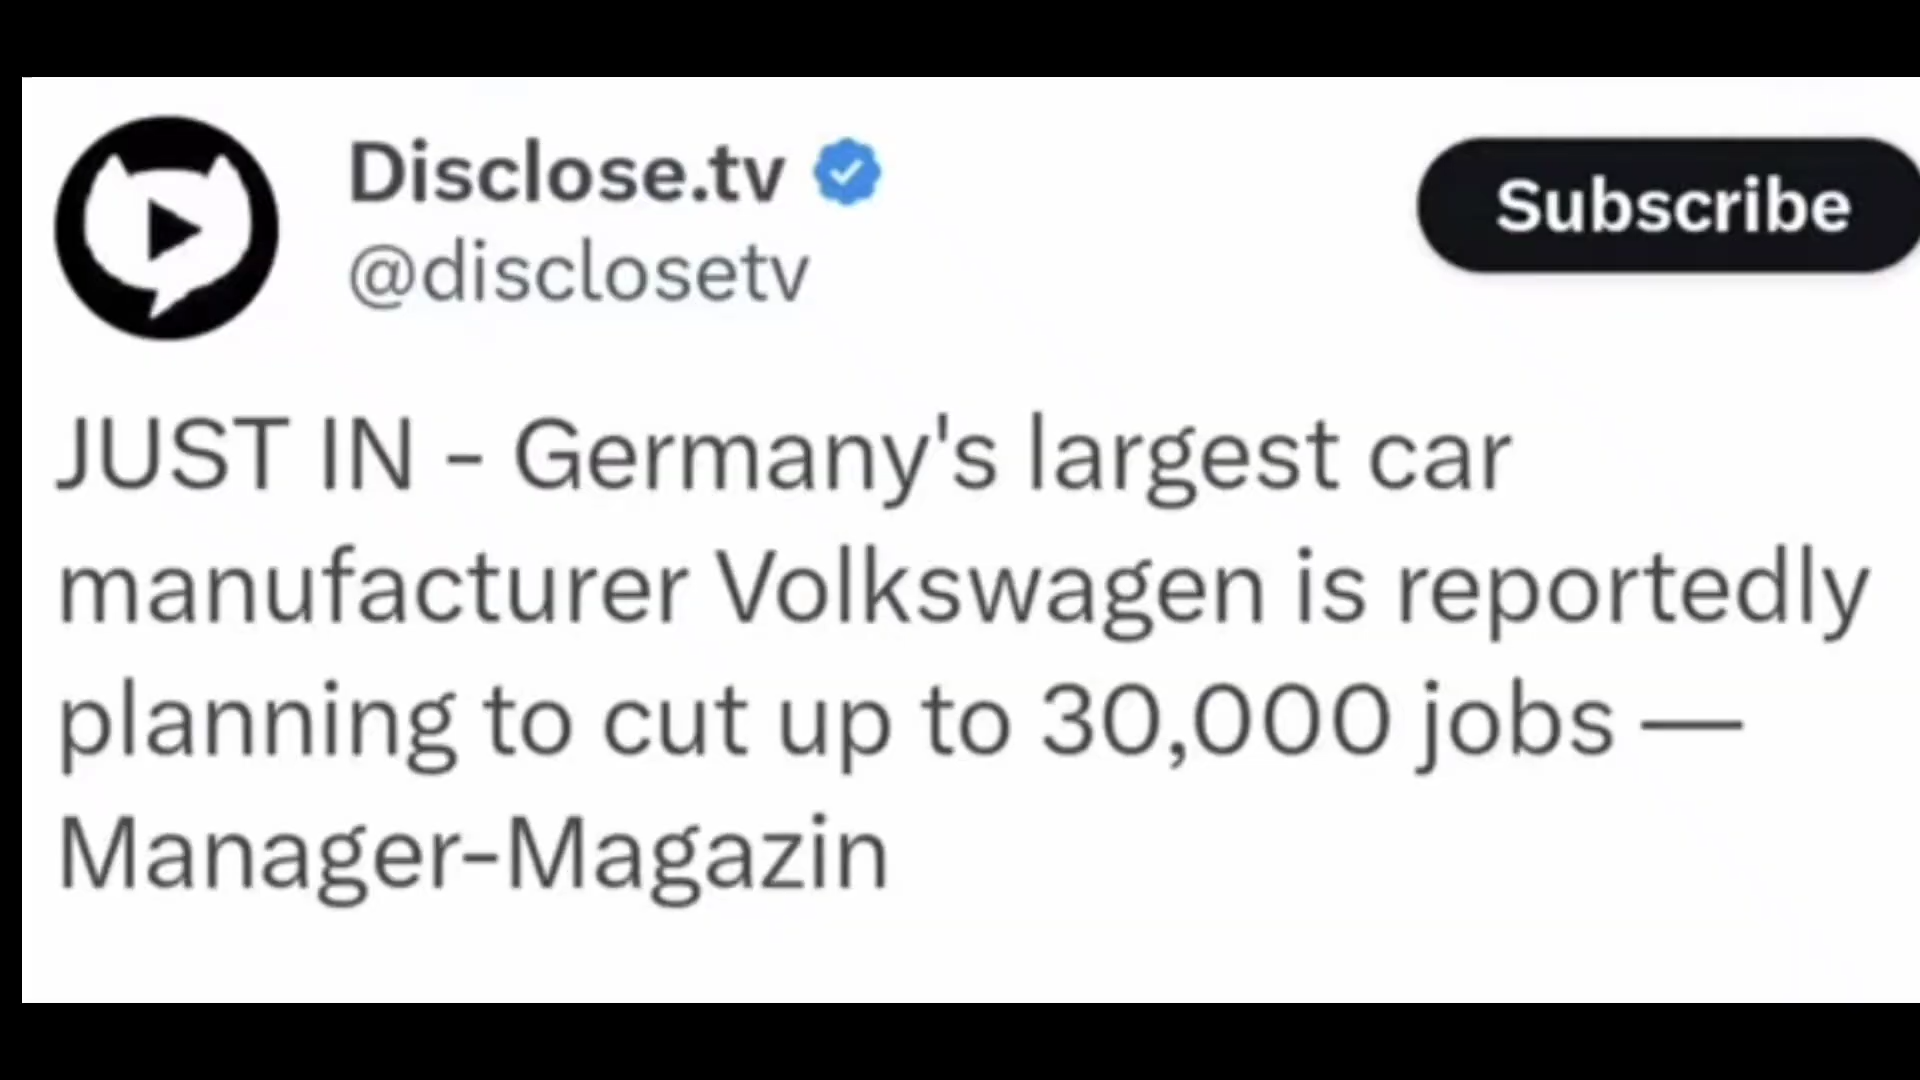 Disclose.tv
Subscribe
@disclosetv
JUST IN - Germany's largest car
manufacturer Volkswagen is reportedly
planning to cut up to 30,000 jobs —
Manager-Magazin